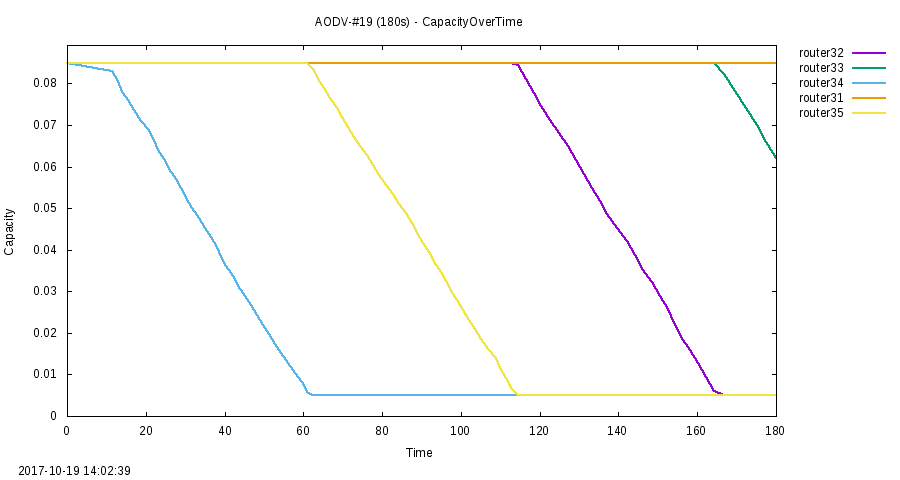 AODV-#19 (180s) - CapacityOverTime
router32
router33
router34
router31
router35
0.08
0.07
0.06
0.05
0.04
0.03
0.02
0.01
0
Capacity
0 20 40 60 80 100 120 140 160 180
Time
2017-10-19 14:02:39